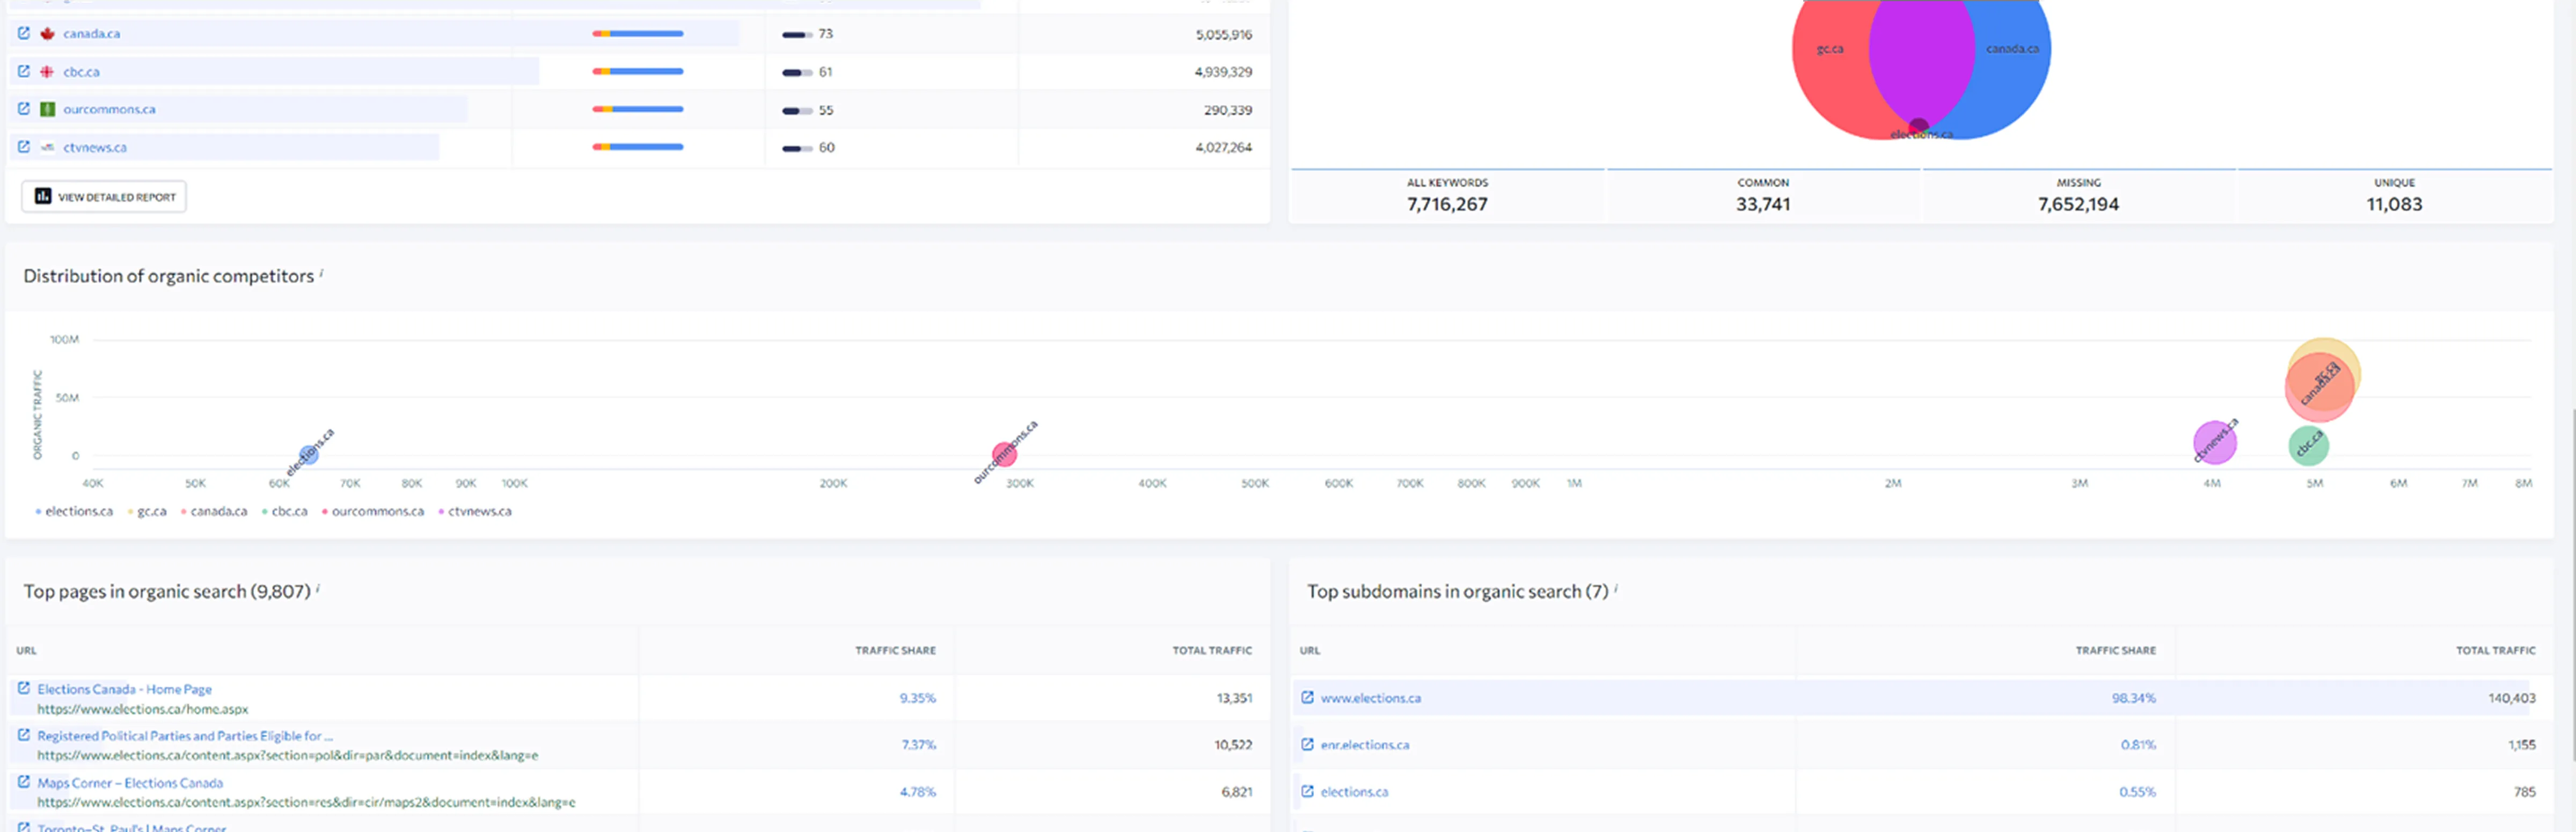 canada.ca 73 5,055,916
cbc.ca 61 4,939,329
ourcommons.ca 55 290,339
ctvnews.ca 60 4,027,264
VIEW DETAILED REPORT
gc.ca canada.ca
elections.ca
ALL KEYWORDS COMMON MISSING UNIQUE
7,716,267 33,741 7,652,194 11,083
Distribution of organic competitors i
ORGANIC TRAFFIC
100M
50M
0
elections.ca
ourcommons.ca
ctvnews.ca
cbc.ca
gc.ca
canada.ca
40K 50K 60K 70K 80K 90K 100K 200K 300K 400K 500K 600K 700K 800K 900K 1M 2M 3M 4M 5M 6M 7M 8M
elections.ca gc.ca canada.ca cbc.ca ourcommons.ca ctvnews.ca
Top pages in organic search (9,807) i
URL TRAFFIC SHARE TOTAL TRAFFIC
Elections Canada - Home Page
https://www.elections.ca/home.aspx 9.35% 13,351
Registered Political Parties and Parties Eligible for ...
https://www.elections.ca/content.aspx?section=pol&dir=par&document=index&lang=e 7.37% 10,522
Maps Corner – Elections Canada
https://www.elections.ca/content.aspx?section=res&dir=cir/maps2&document=index&lang=e 4.78% 6,821
Toronto–St. Paul's | Maps Corner
Top subdomains in organic search (7) i
URL TRAFFIC SHARE TOTAL TRAFFIC
www.elections.ca 98.34% 140,403
enr.elections.ca 0.81% 1,155
elections.ca 0.55% 785